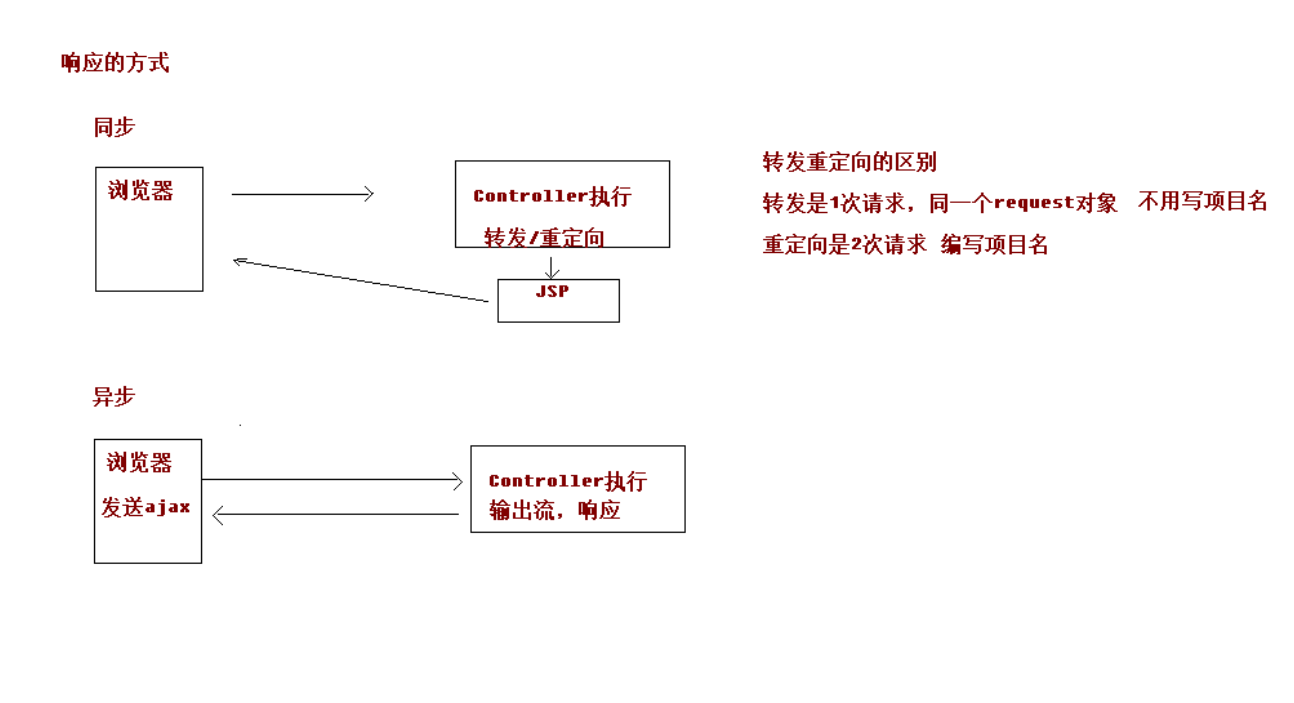 响应的方式
同步
浏览器
Controller执行
转发/重定向
JSP
转发重定向的区别
转发是1次请求，同一个request对象 不用写项目名
重定向是2次请求 编写项目名
异步
浏览器
发送ajax
Controller执行
输出流，响应